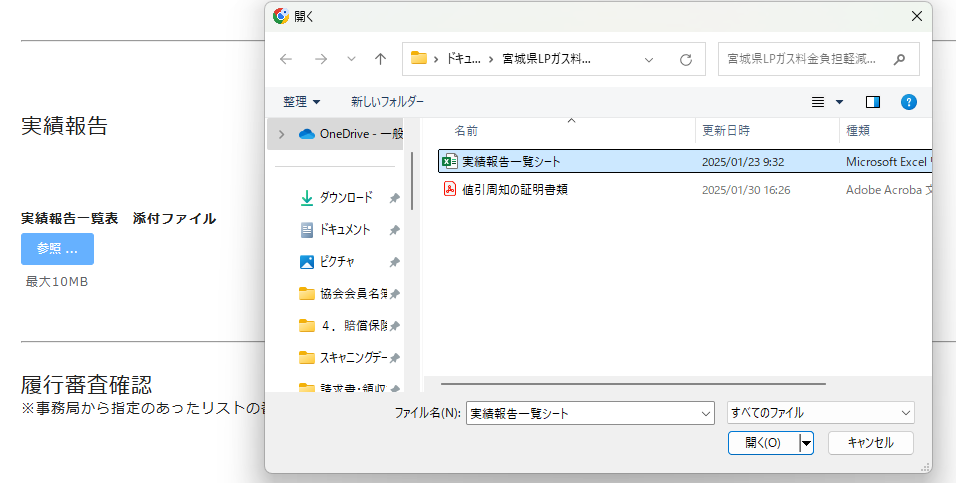 開く
ドキュ... › 宮城県LPガス料...
宮城県LPガス料金負担軽減...
整理 新しいフォルダー
実績報告
OneDrive - 一般
名前 更新日時 種類
実績報告一覧シート 2025/01/23 9:32 Microsoft Excel
値引周知の証明書類 2025/01/30 16:26 Adobe Acroba 文
ダウンロード
ドキュメント
ピクチャ
協会会員名簿
４．賠償保険
スキャニングデー
請求書・領収
実績報告一覧表 添付ファイル
参照 ...
最大10MB
履行審査確認
※事務局から指定のあったリストの
ファイル名(N): 実績報告一覧シート すべてのファイル
開く(O) キャンセル